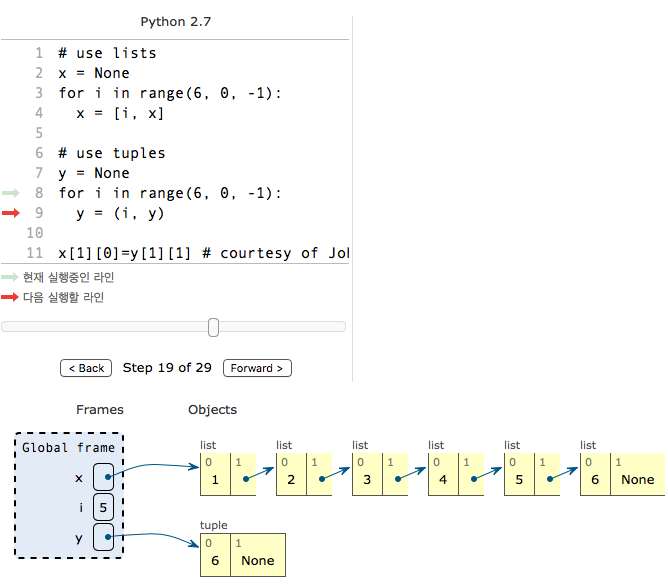 Python 2.7
1 # use lists
2 x = None
3 for i in range(6, 0, -1):
4 x = [i, x]
5
6 # use tuples
7 y = None
8 for i in range(6, 0, -1):
9 y = (i, y)
10
11 x[1][0]=y[1][1] # courtesy of
현재 실행중인 라인
다음 실행할 라인
< Back Step 19 of 29 Forward >
Frames Objects
Global frame
x
i 5
y
list list list list list list
0 1 0 1 0 1 0 1 0 1 0 1
1 2 3 4 5 6 None
tuple
0 1
6 None